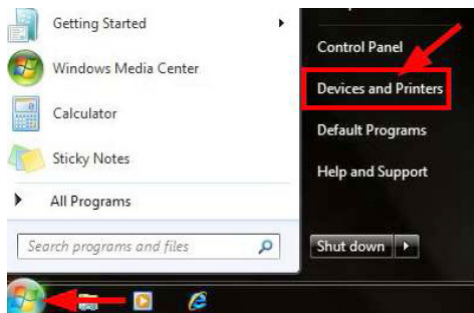 Getting Started
Windows Media Center
Calculator
Sticky Notes
All Programs
Search programs and files
Control Panel
Devices and Printers
Default Programs
Help and Support
Shut down